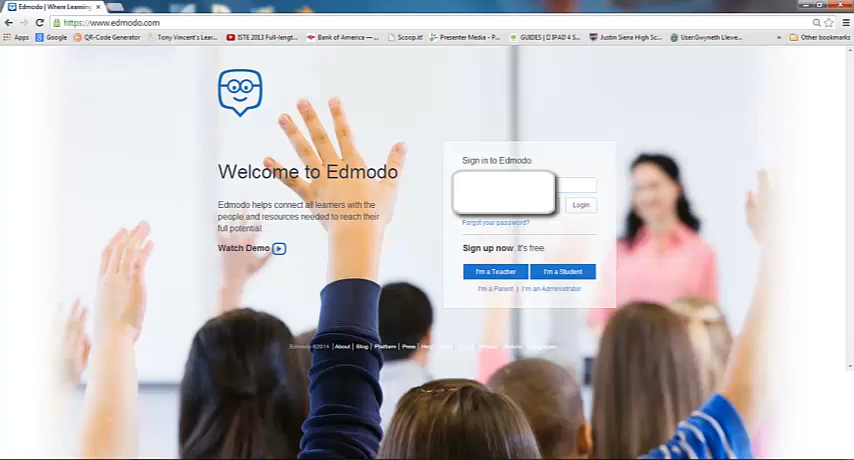 Edmodo | Where Learning
https://www.edmodo.com
Apps Google QR-Code Generator Tony Vincent's Lear... ISTE 2013 Full-lengt... Bank of America — ... Scoop.it! Presenter Media - P... GUIDES | D IPAD 4 S... Justin Siena High Sc... User:Gwyneth Llewe... » Other bookmarks
Welcome to Edmodo
Edmodo helps connect all learners with the
people and resources needed to reach their
full potential.
Watch Demo
Sign in to Edmodo.
Login
Forgot your password?
Sign up now. It's free.
I'm a Teacher I'm a Student
I'm a Parent | I'm an Administrator
Edmodo ©2014 | About | Blog | Platform | Press |